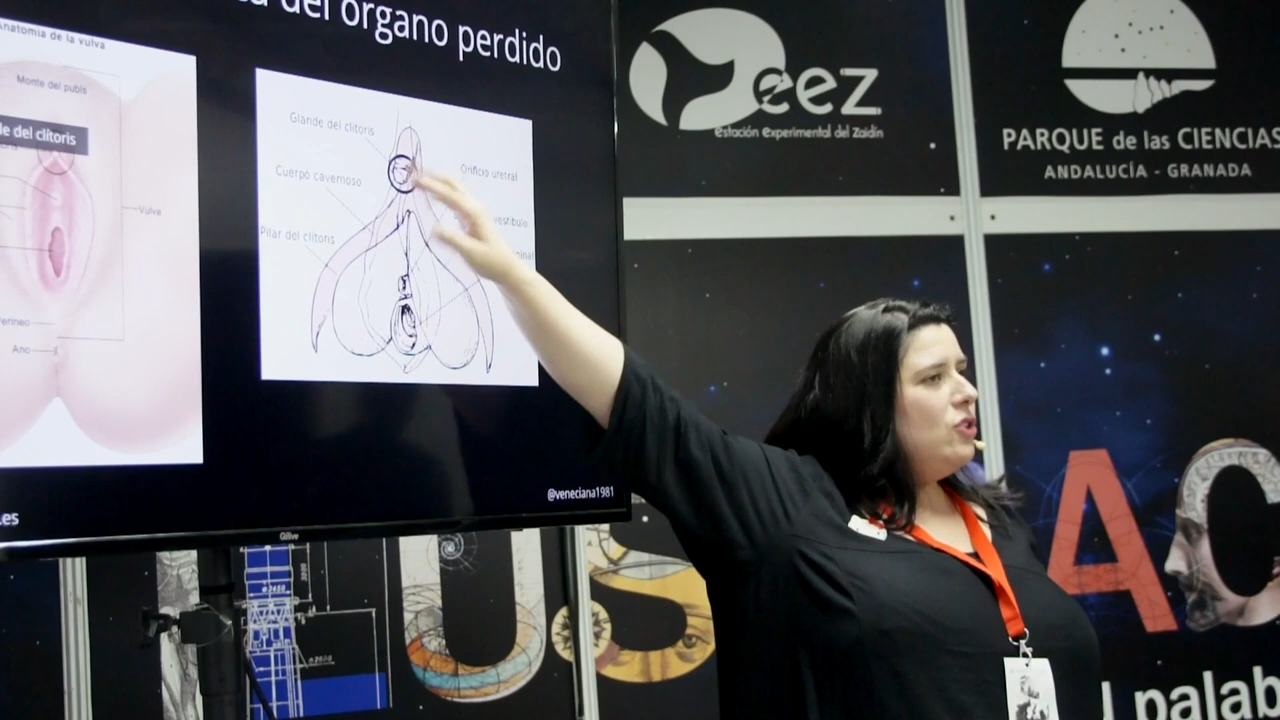 del órgano perdido
Anatomía de la vulva
Monte del pubis
de del clítoris
Vulva
Ano
Glande del clítoris
Cuerpo cavernoso
Pilar del clítoris
Orificio uretral
vestíbulo
@veneciana1981
.es
Qilive
eez
estación experimental del zaidín
PARQUE de las CIENCIAS
ANDALUCÍA - GRANADA
U S
A C
l palab